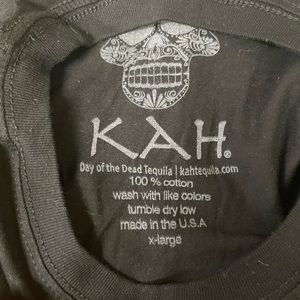 KAH®
Day of the Dead Tequila | kahtequila.com
100% cotton
wash with like colors
tumble dry low
made in the U.S.A
x-large